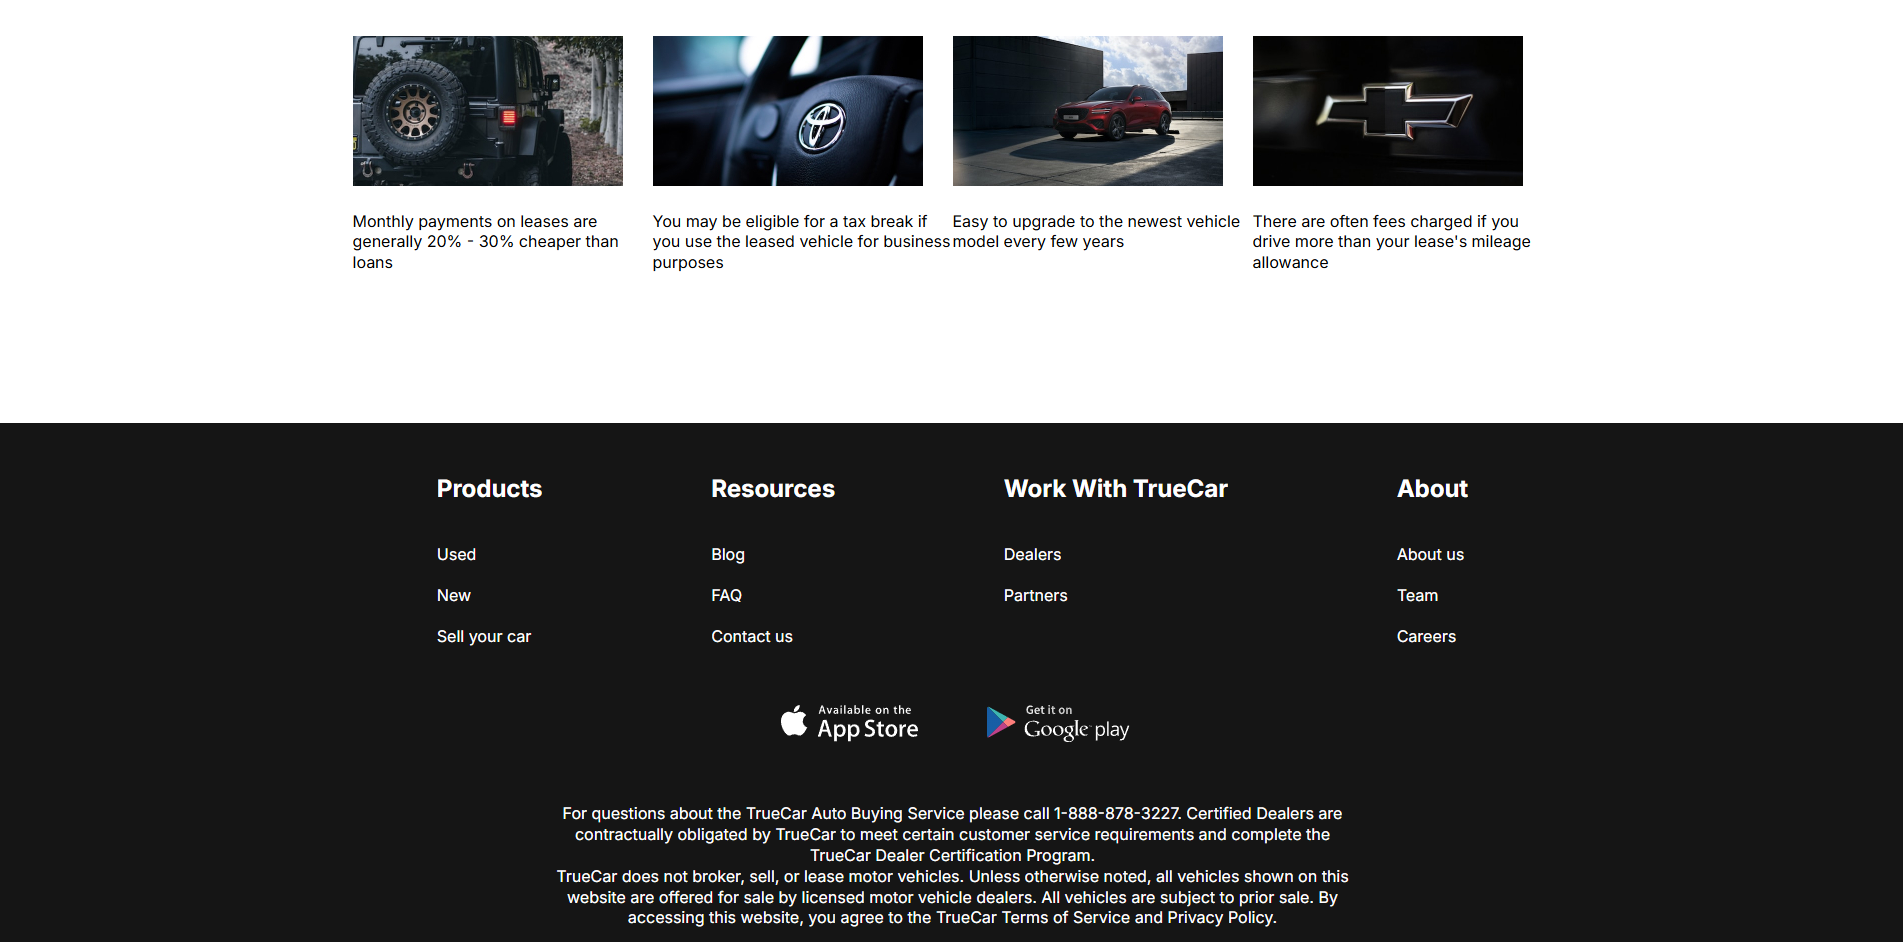 Monthly payments on leases are
generally 20% - 30% cheaper than
loans
You may be eligible for a tax break if
you use the leased vehicle for business
purposes
Easy to upgrade to the newest vehicle
model every few years
There are often fees charged if you
drive more than your lease's mileage
allowance
Products
Used
New
Sell your car
Resources
Blog
FAQ
Contact us
Work With TrueCar
Dealers
Partners
About
About us
Team
Careers
Available on the
App Store
Get it on
Google play
For questions about the TrueCar Auto Buying Service please call 1-888-878-3227. Certified Dealers are
contractually obligated by TrueCar to meet certain customer service requirements and complete the
TrueCar Dealer Certification Program.
TrueCar does not broker, sell, or lease motor vehicles. Unless otherwise noted, all vehicles shown on this
website are offered for sale by licensed motor vehicle dealers. All vehicles are subject to prior sale. By
accessing this website, you agree to the TrueCar Terms of Service and Privacy Policy.